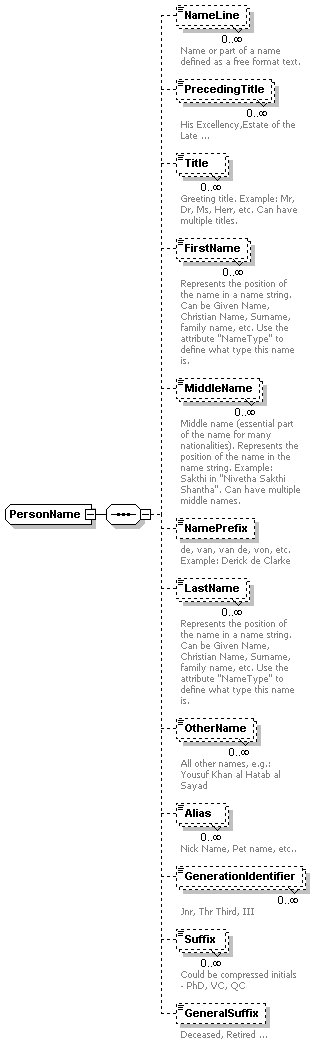 NameLine
0..∞
Name or part of a name
defined as a free format text.
PrecedingTitle
0..∞
His Excellency,Estate of the
Late ...
Title
0..∞
Greeting title. Example: Mr,
Dr, Ms, Herr, etc. Can have
multiple titles.
FirstName
0..∞
Represents the position of
the name in a name string.
Can be Given Name,
Christian Name, Surname,
family name, etc. Use the
attribute "NameType" to
define what type this name
is.
MiddleName
0..∞
Middle name (essential part
of the name for many
nationalities). Represents the
position of the name in the
name string. Example:
Sakthi in "Nivetha Sakthi
Shantha". Can have multiple
middle names.
PersonName
NamePrefix
de, van, van de, von, etc.
Example: Derick de Clarke
LastName
0..∞
Represents the position of
the name in a name string.
Can be Given Name,
Christian Name, Surname,
family name, etc. Use the
attribute "NameType" to
define what type this name
is.
OtherName
0..∞
All other names, e.g.:
Yousuf Khan al Hatab al
Sayad
Alias
0..∞
Nick Name, Pet name, etc..
GenerationIdentifier
0..∞
Jnr, Thr Third, III
Suffix
0..∞
Could be compressed initials
- PhD, VC, QC
GeneralSuffix
Deceased, Retired ...